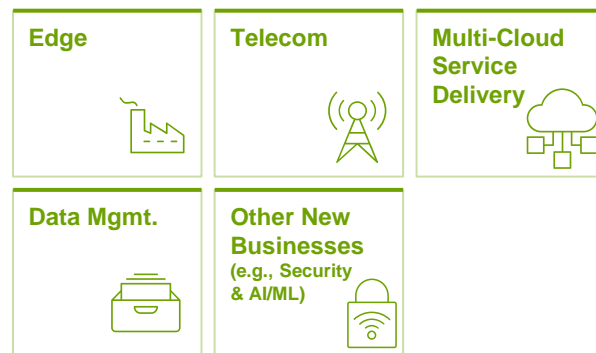 Edge
Telecom
Multi-Cloud
Service
Delivery
Data Mgmt.
Other New
Businesses
(e.g., Security
& AI/ML)